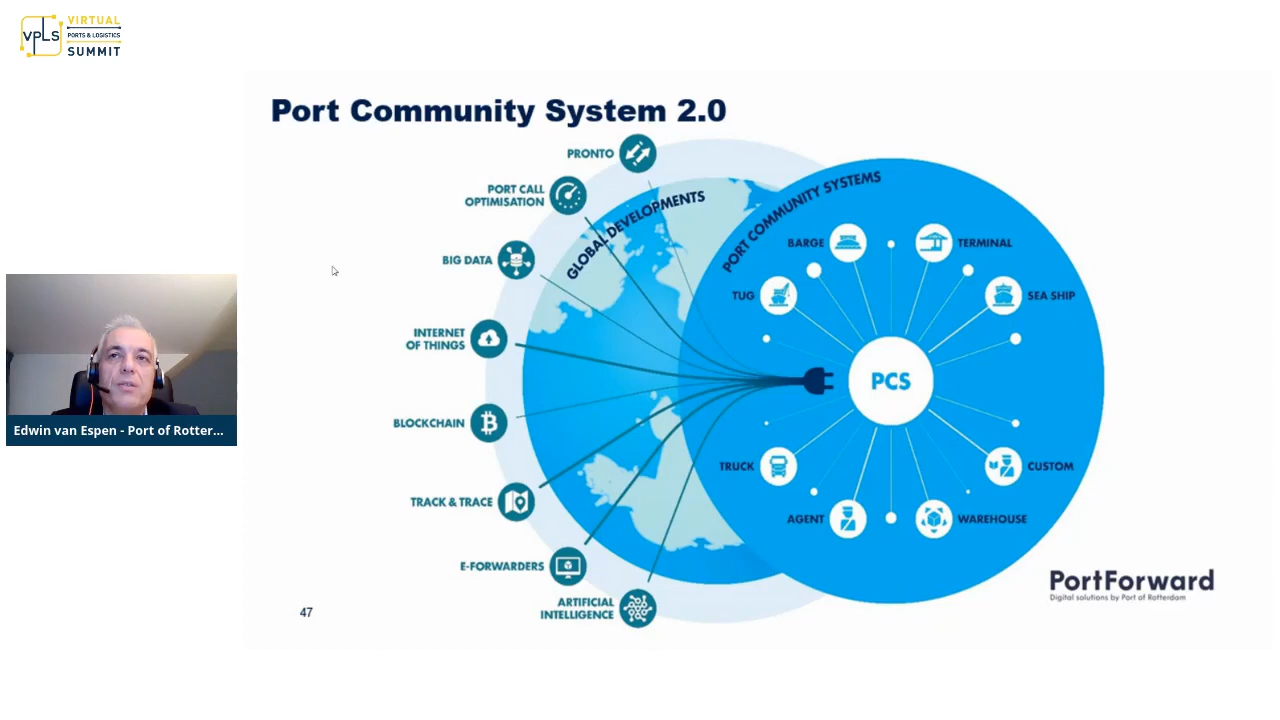 VPLS
VIRTUAL
PORTS & LOGISTICS
SUMMIT
Port Community System 2.0
PRONTO
PORT CALL
OPTIMISATION
BIG DATA
INTERNET
OF THINGS
BLOCKCHAIN
TRACK & TRACE
E-FORWARDERS
ARTIFICIAL
INTELLIGENCE
GLOBAL DEVELOPMENTS
PORT COMMUNITY SYSTEMS
BARGE
TERMINAL
TUG
SEA SHIP
PCS
TRUCK
CUSTOM
AGENT
WAREHOUSE
Edwin van Espen - Port of Rotter...
PortForward
Digital solutions by Port of Rotterdam
47